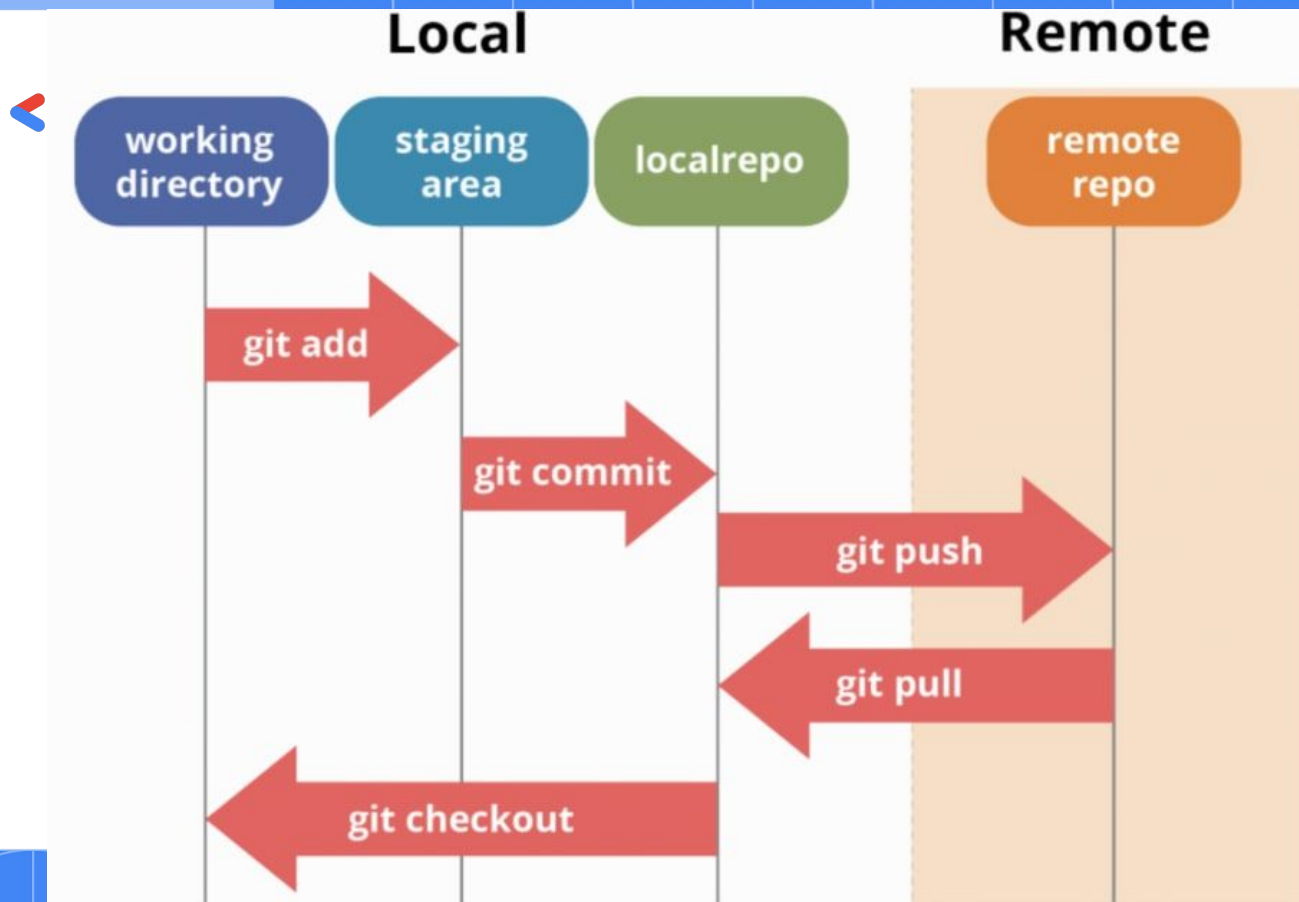 Local
Remote
working
directory
staging
area
localrepo
remote
repo
git add
git commit
git push
git pull
git checkout